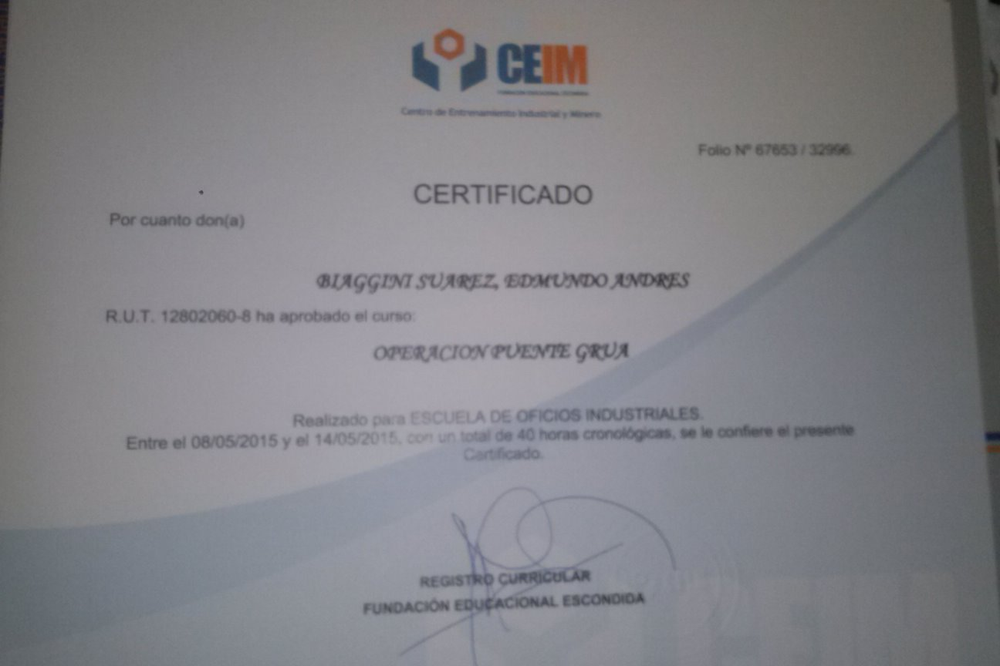 CEIM
FUNDACIÓN EDUCACIONAL ESCONDIDA
Centro de Entrenamiento Industrial y Minero
Folio Nº 67653 / 32996.
CERTIFICADO
Por cuanto don(a)
BIAGGINI SUAREZ, EDMUNDO ANDRES
R.U.T. 12802060-8 ha aprobado el curso:
OPERACION PUENTE GRUA
Realizado para ESCUELA DE OFICIOS INDUSTRIALES.
Entre el 08/05/2015 y el 14/05/2015, con un total de 40 horas cronológicas, se le confiere el presente
Certificado.
REGISTRO CURRICULAR
FUNDACIÓN EDUCACIONAL ESCONDIDA